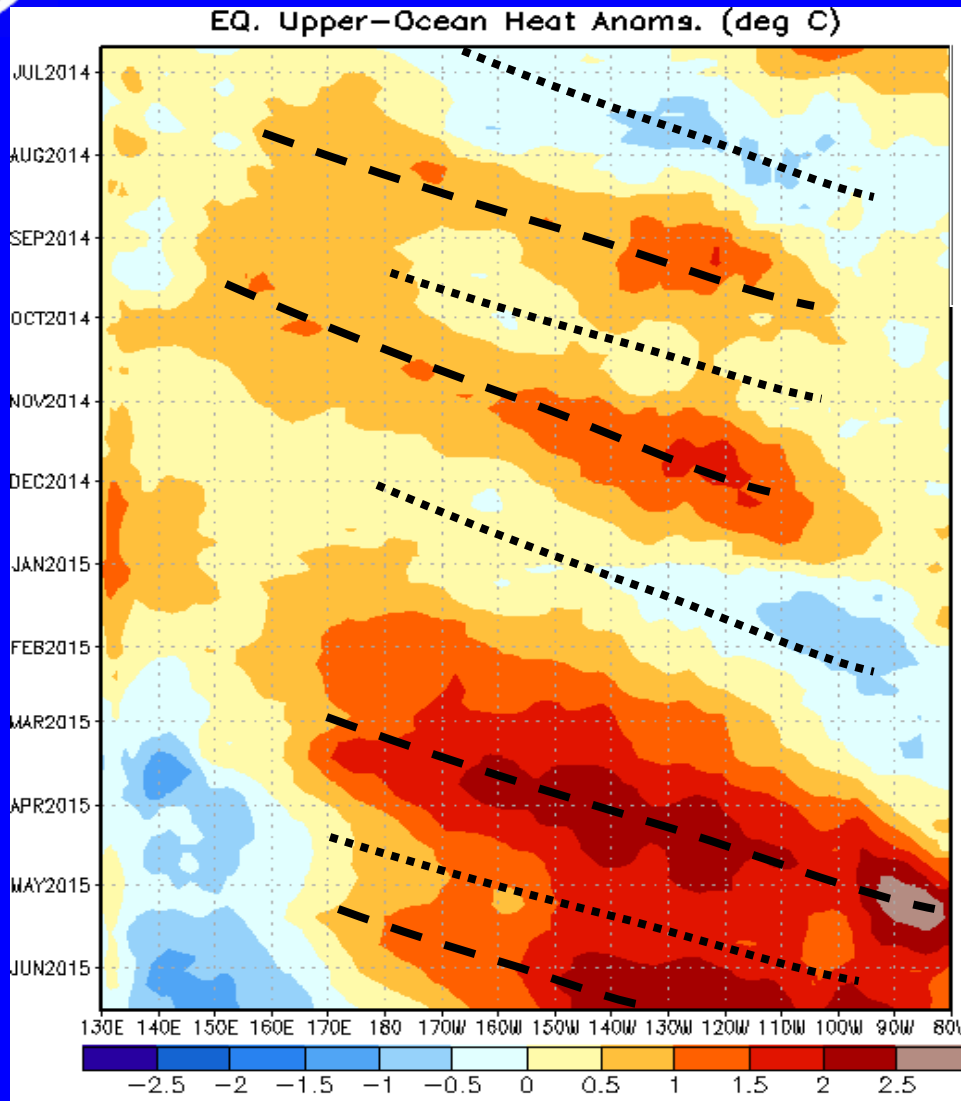 EQ. Upper-Ocean Heat Anoms. (deg C)
JUL2014
AUG2014
SEP2014
OCT2014
NOV2014
DEC2014
JAN2015
FEB2015
MAR2015
APR2015
MAY2015
JUN2015
130E 140E 150E 160E 170E 180 170W 160W 150W 140W 130W 120W 110W 100W 90W 80W
-2.5 -2 -1.5 -1 -0.5 0 0.5 1 1.5 2 2.5